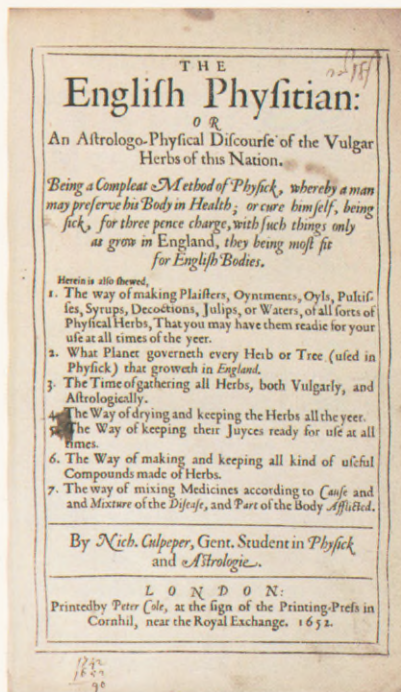 THE
Engliſh Phyſitian:
OR
An Aſtrologo-Phyſical Diſcourſe of the Vulgar
Herbs of this Nation.
Being a Compleat Method of Phyſick, whereby a man
may preſerve his Body in Health; or cure himſelf, being
ſick, for three pence charge, with ſuch things only
as grow in England, they being moſt fit
for Engliſh Bodies.
Herein is alſo ſhewed,
1. The way of making Plaiſters, Oyntments, Oyls, Pultiſ-
ſes, Syrups, Decoctions, Julips, or Waters, of all ſorts of
Phyſical Herbs, That you may have them readie for your
uſe at all times of the yeer.
2. What Planet governeth every Herb or Tree (uſed in
Phyſick) that groweth in England.
3. The Time of gathering all Herbs, both Vulgarly, and
Aſtrologically.
4. The Way of drying and keeping the Herbs all the yeer.
5. The Way of keeping their Juyces ready for uſe at all
times.
6. The Way of making and keeping all kind of uſeful
Compounds made of Herbs.
7. The way of mixing Medicines according to Cauſe and
and Mixture of the Diſeaſe, and Part of the Body Afflicted.
By Nich. Culpeper, Gent. Student in Phyſick
and Aſtrologie.
LONDON:
Printed by Peter Cole, at the ſign of the Printing-Preſs in
Cornhil, near the Royal Exchange. 1652.
1742
1652
90